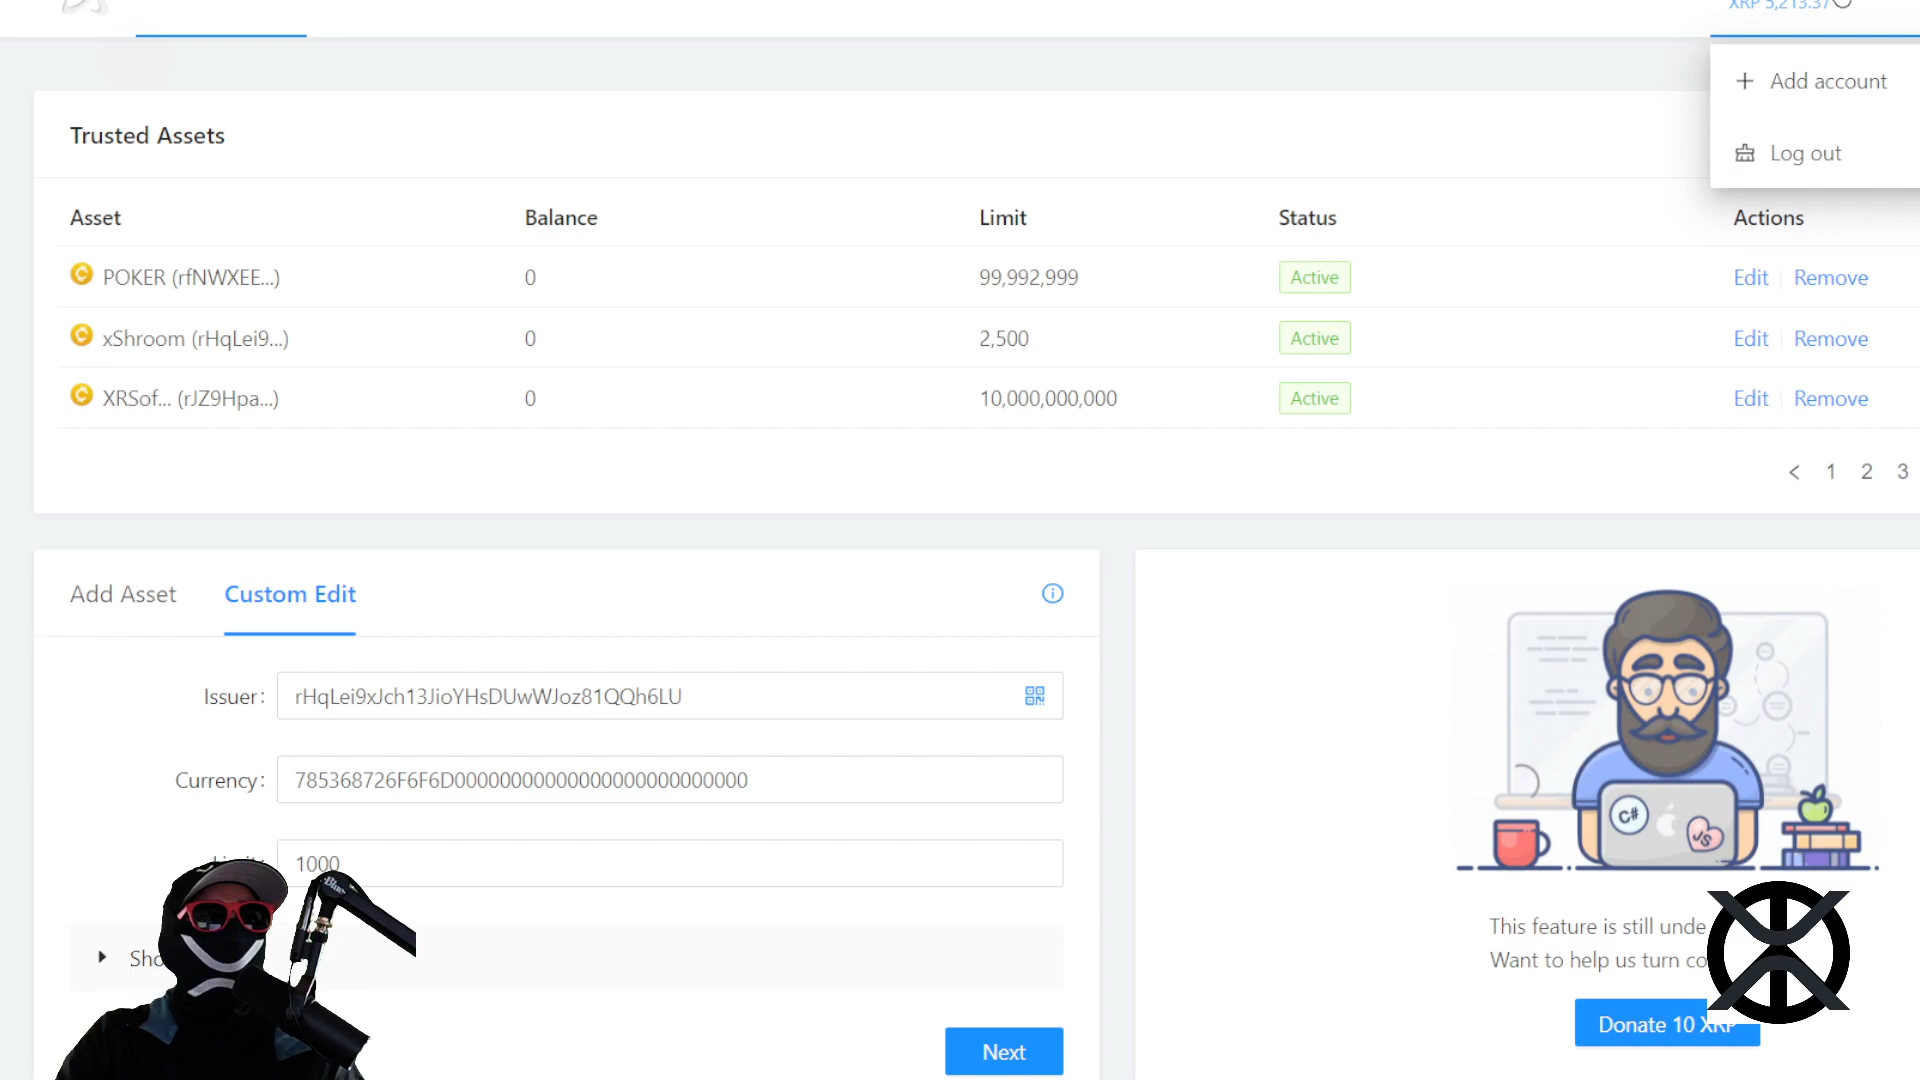 XRP 5,213.37
Add account
Log out
Trusted Assets
Asset Balance Limit Status Actions
POKER (rfNWXEE...) 0 99,992,999 Active Edit Remove
xShroom (rHqLei9...) 0 2,500 Active Edit Remove
XRSof... (rJZ9Hpa...) 0 10,000,000,000 Active Edit Remove
< 1 2 3
Add Asset Custom Edit
Issuer: rHqLei9xJch13JioYHsDUwWJoz81QQh6LU
Currency: 785368726F6F6D00000000000000000000000000
1000
Sho
Next
C#
JS
Blue
This feature is still unde
Want to help us turn co
Donate 10 XRP